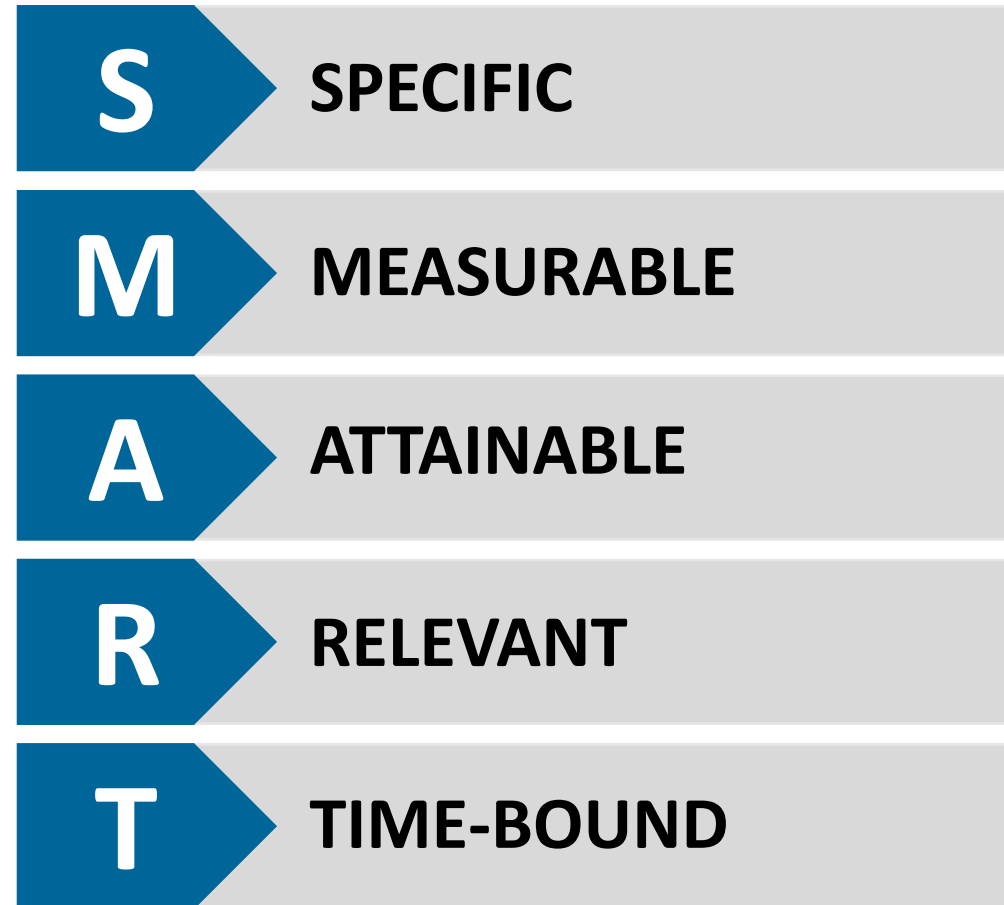 S SPECIFIC
M MEASURABLE
A ATTAINABLE
R RELEVANT
T TIME-BOUND